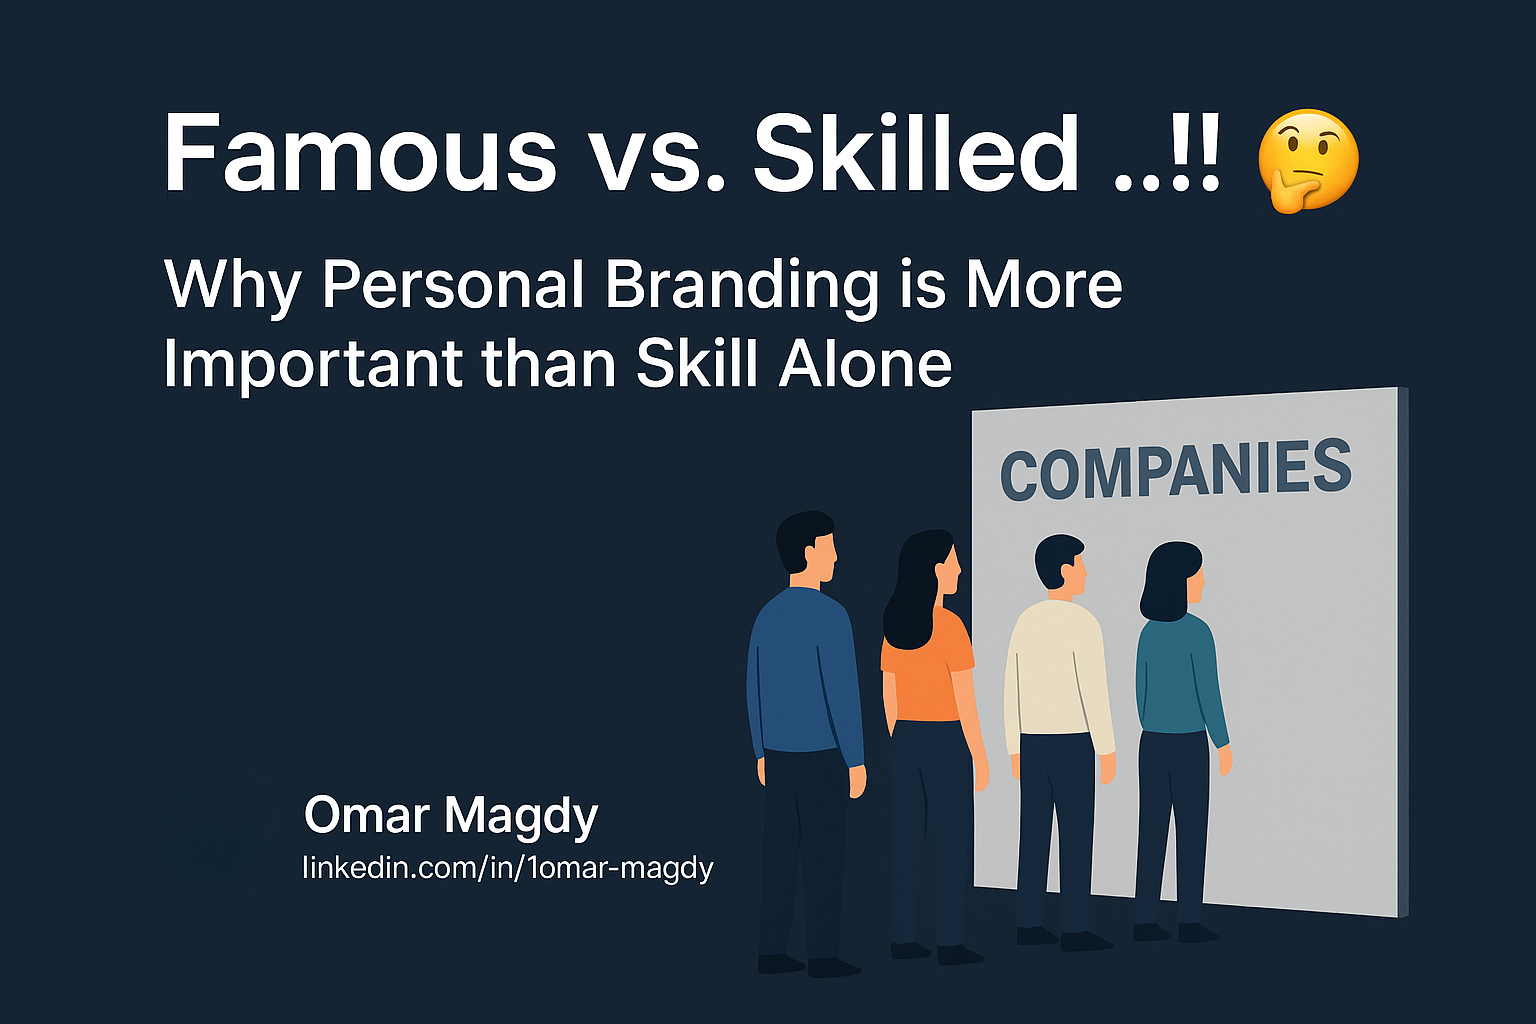 Famous vs. Skilled ..!! 🤔
Why Personal Branding is More
Important than Skill Alone
COMPANIES
Omar Magdy
linkedin.com/in/1omar-magdy